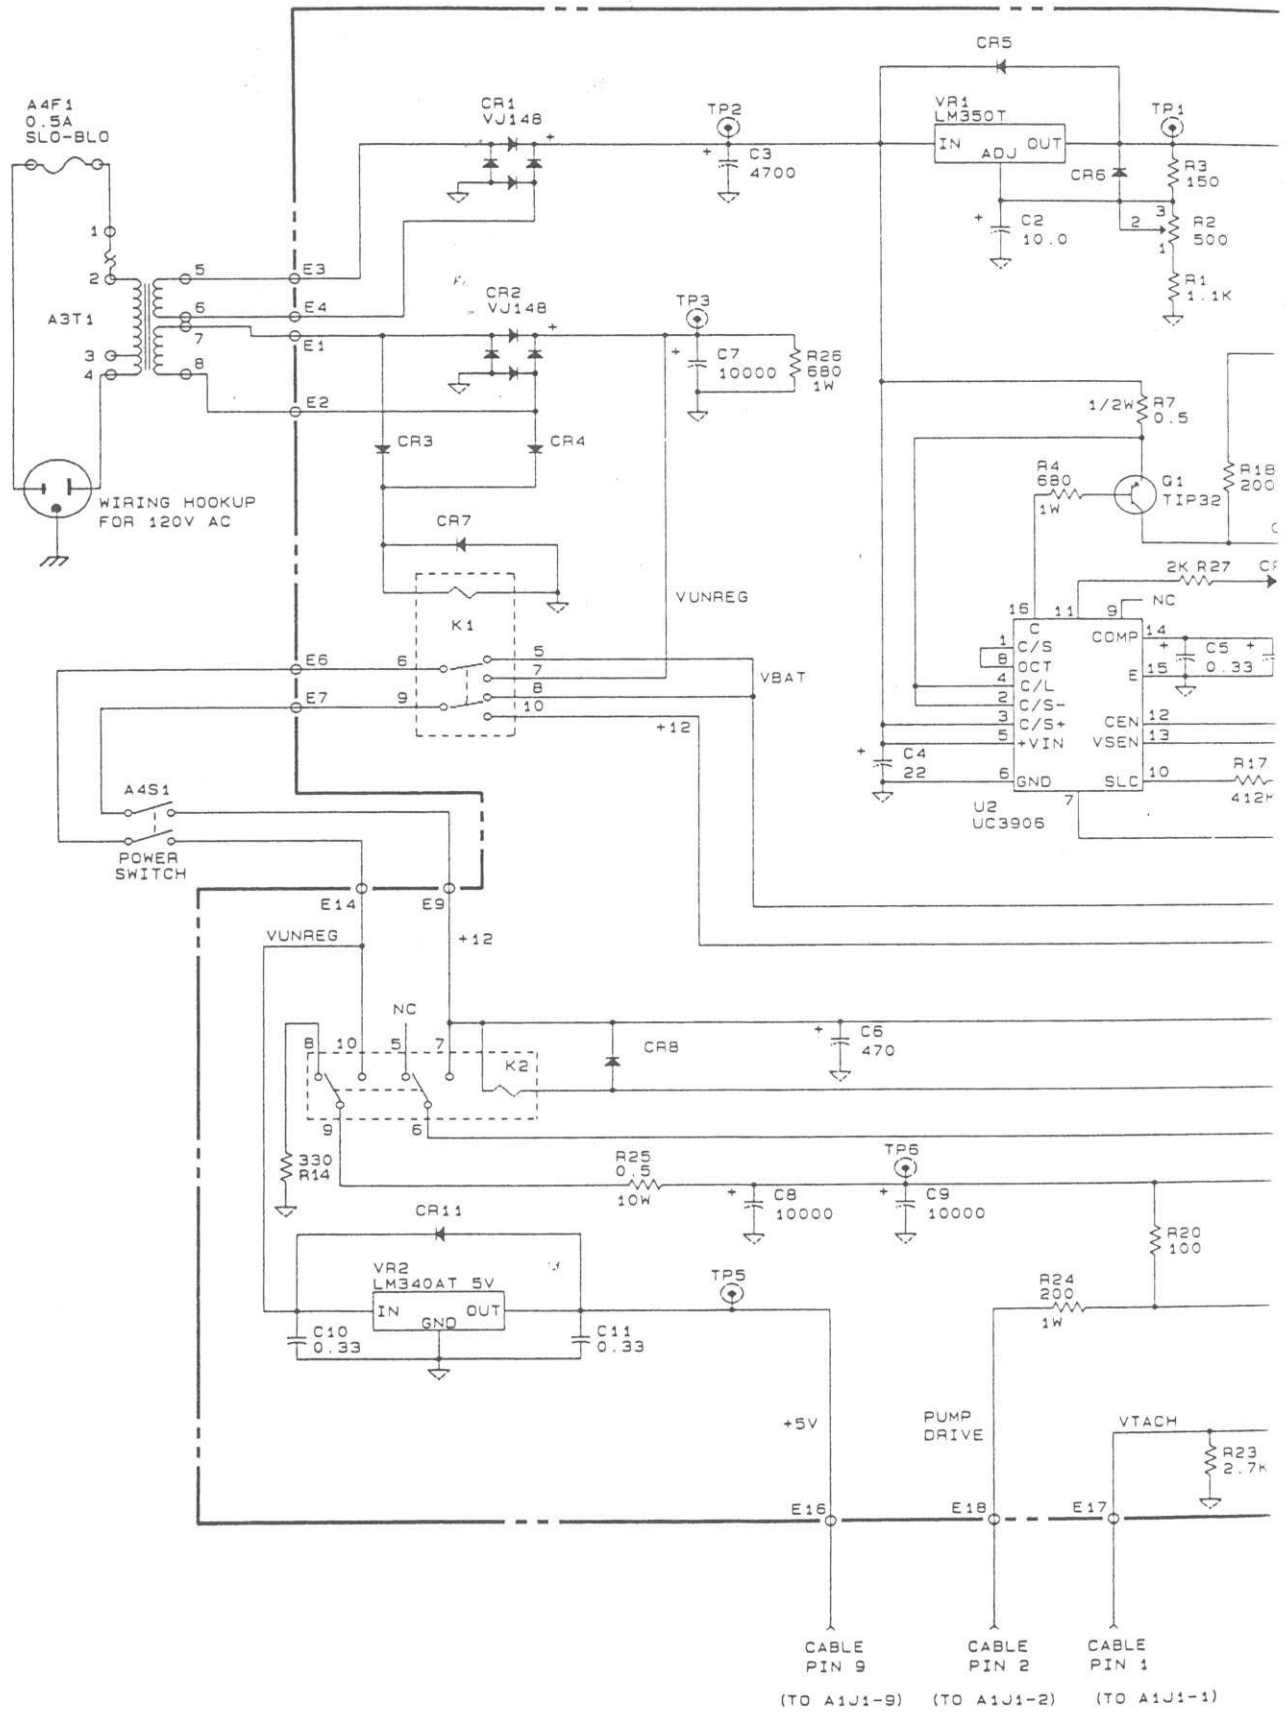 A4F1
0.5A
SLO-BLO
1
2
A3T1
3
4
5
6
7
8
WIRING HOOKUP
FOR 120V AC
E3
E4
E1
E2
CR1
VJ148
+
TP2
+
C3
4700
CR5
VR1
LM350T
IN
OUT
ADJ
TP1
CR6
R3
150
+
C2
10.0
2
3
1
R2
500
R1
1.1K
CR2
VJ148
+
TP3
+
C7
10000
R26
680
1W
CR3
CR4
CR7
K1
VUNREG
1/2W
R7
0.5
R4
680
1W
Q1
TIP32
R18
200
2K R27
16
11
9
NC
C
1
C/S
8
OCT
4
C/L
2
C/S-
3
C/S+
5
+VIN
6
GND
COMP
14
E
15
CEN
12
VSEN
13
SLC
10
7
+
C5
0.33
+
+
C4
22
U2
UC3906
R17
412K
E6
6
E7
9
5
7
8
10
VBAT
+12
A4S1
POWER
SWITCH
E14
E9
VUNREG
+12
NC
8
10
5
7
K2
9
6
CR8
+
C6
470
330
R14
R25
0.5
10W
TP6
+
C8
10000
+
C9
10000
CR11
VR2
LM340AT 5V
IN
OUT
GND
C10
0.33
C11
0.33
TP5
R20
100
R24
200
1W
+5V
PUMP
DRIVE
VTACH
R23
2.7K
E16
E18
E17
CABLE
PIN 9
(TO A1J1-9)
CABLE
PIN 2
(TO A1J1-2)
CABLE
PIN 1
(TO A1J1-1)